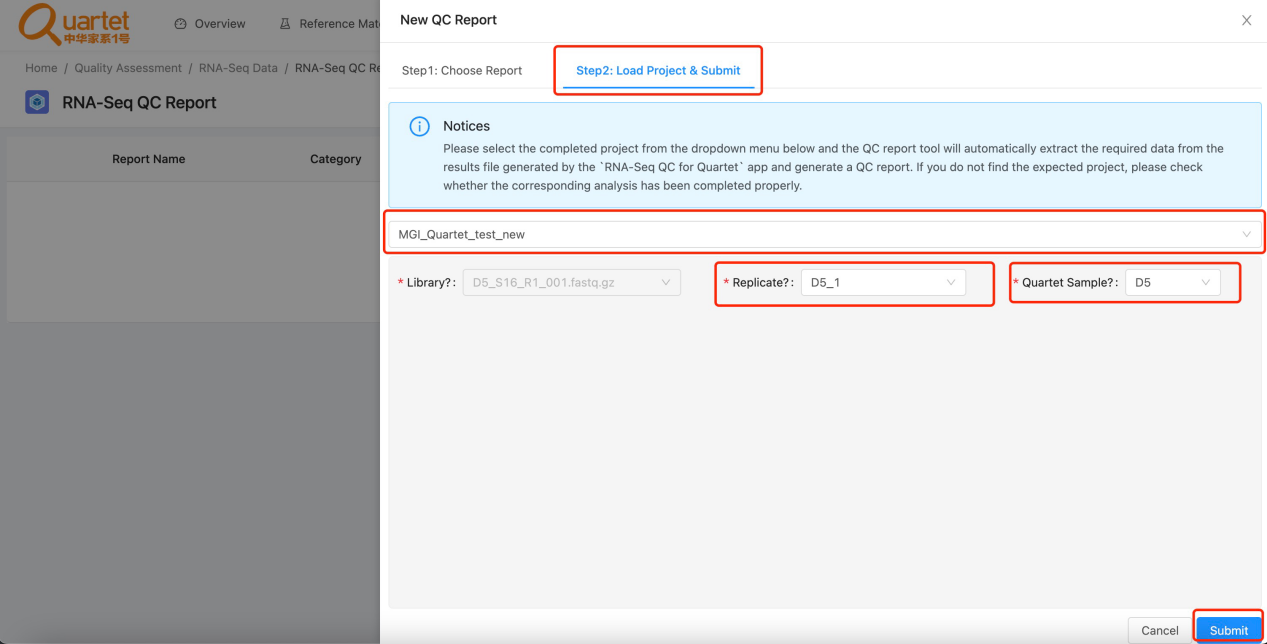 uartet
中华家系1号
Overview
Reference Mate
Home / Quality Assessment / RNA-Seq Data / RNA-Seq QC Re
RNA-Seq QC Report
Report Name
Category
New QC Report
Step1: Choose Report
Step2: Load Project & Submit
Notices
Please select the completed project from the dropdown menu below and the QC report tool will automatically extract the required data from the
results file generated by the `RNA-Seq QC for Quartet` app and generate a QC report. If you do not find the expected project, please check
whether the corresponding analysis has been completed properly.
MGI_Quartet_test_new
* Library?: D5_S16_R1_001.fastq.gz
* Replicate?: D5_1
* Quartet Sample?: D5
Cancel
Submit